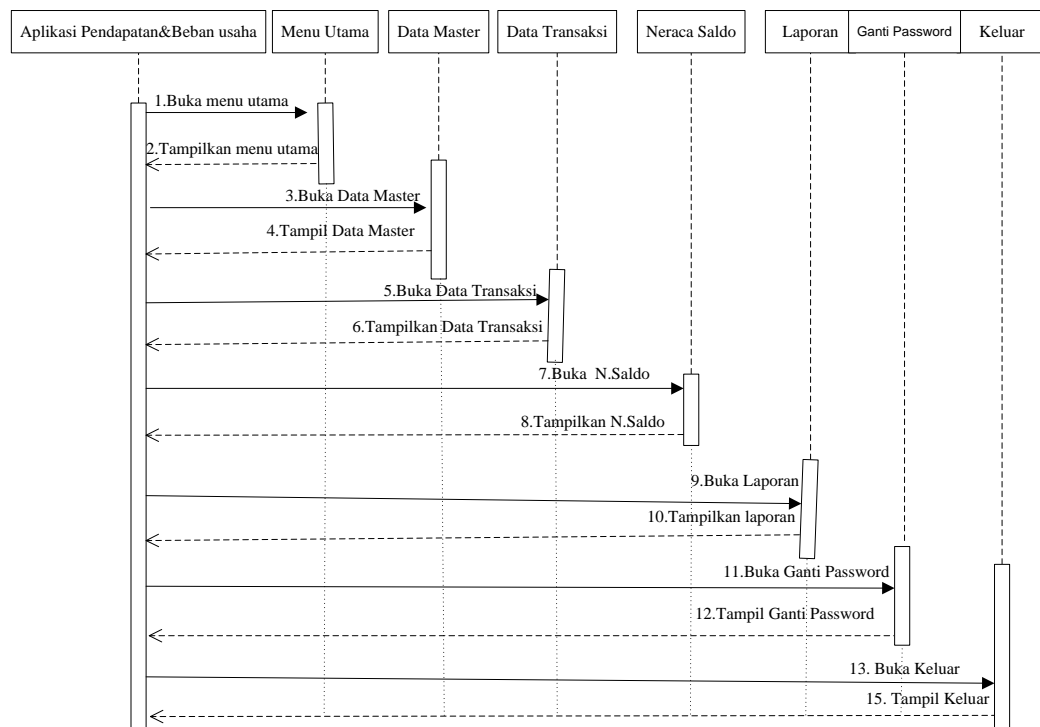 Aplikasi Pendapatan&Beban usaha
Menu Utama
Data Master
Data Transaksi
Neraca Saldo
Laporan
Ganti Password
Keluar
1.Buka menu utama
2.Tampilkan menu utama
3.Buka Data Master
4.Tampil Data Master
5.Buka Data Transaksi
6.Tampilkan Data Transaksi
7.Buka N.Saldo
8.Tampilkan N.Saldo
9.Buka Laporan
10.Tampilkan laporan
11.Buka Ganti Password
12.Tampil Ganti Password
13. Buka Keluar
15. Tampil Keluar